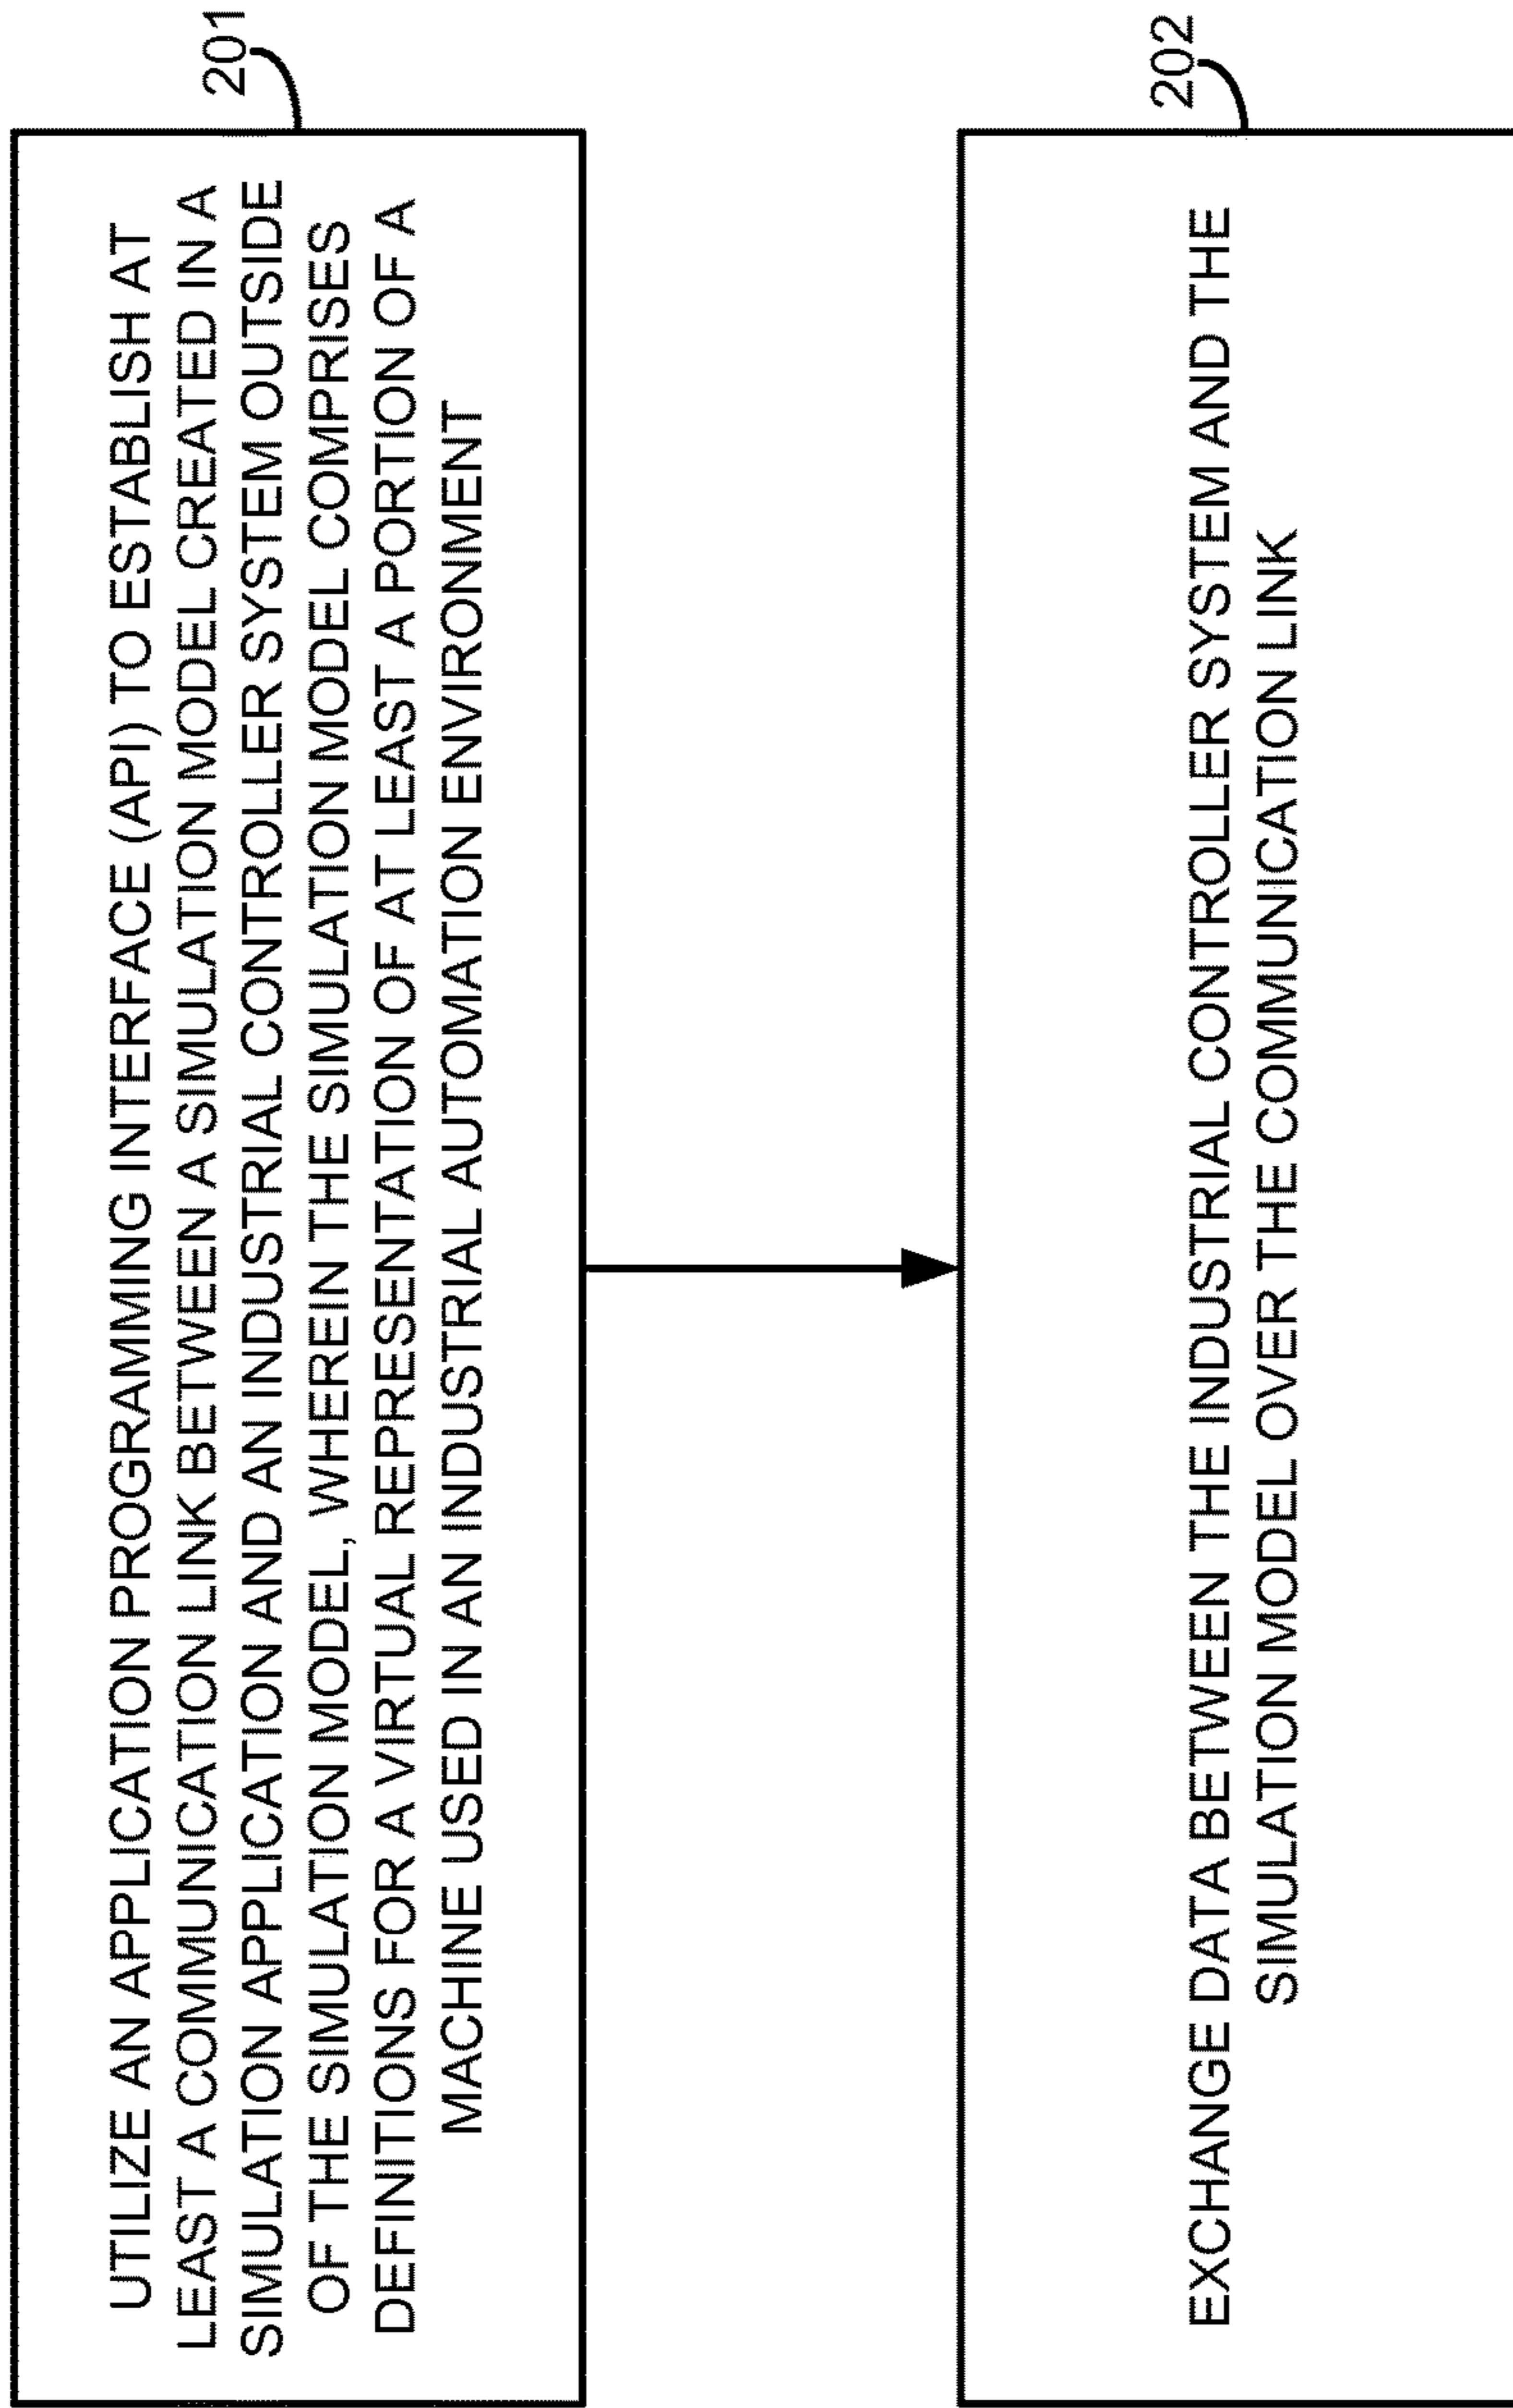 UTILIZE AN APPLICATION PROGRAMMING INTERFACE (API) TO ESTABLISH AT
LEAST A COMMUNICATION LINK BETWEEN A SIMULATION MODEL CREATED IN A
SIMULATION APPLICATION AND AN INDUSTRIAL CONTROLLER SYSTEM OUTSIDE
OF THE SIMULATION MODEL, WHEREIN THE SIMULATION MODEL COMPRISES
DEFINITIONS FOR A VIRTUAL REPRESENTATION OF AT LEAST A PORTION OF A
MACHINE USED IN AN INDUSTRIAL AUTOMATION ENVIRONMENT
201
EXCHANGE DATA BETWEEN THE INDUSTRIAL CONTROLLER SYSTEM AND THE
SIMULATION MODEL OVER THE COMMUNICATION LINK
202